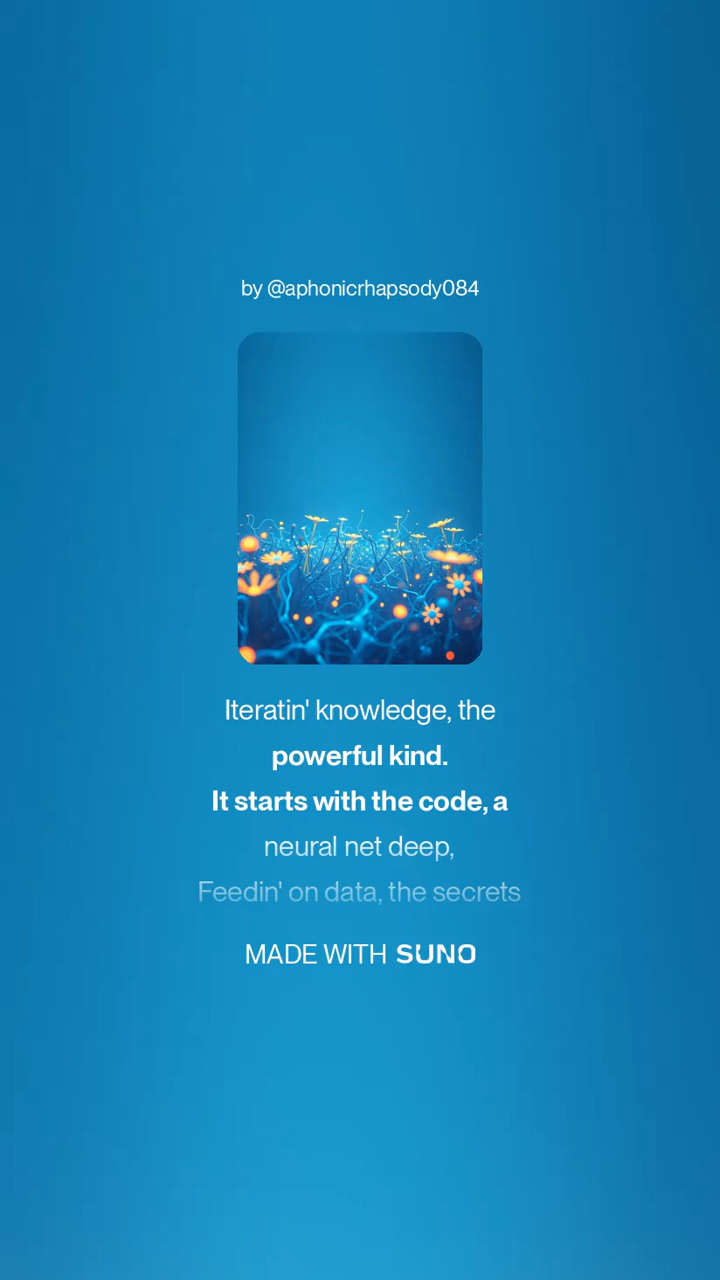 by @aphonicrhapsody084
Iteratin' knowledge, the
powerful kind.
It starts with the code, a
neural net deep,
Feedin' on data, the secrets
MADE WITH SUNO